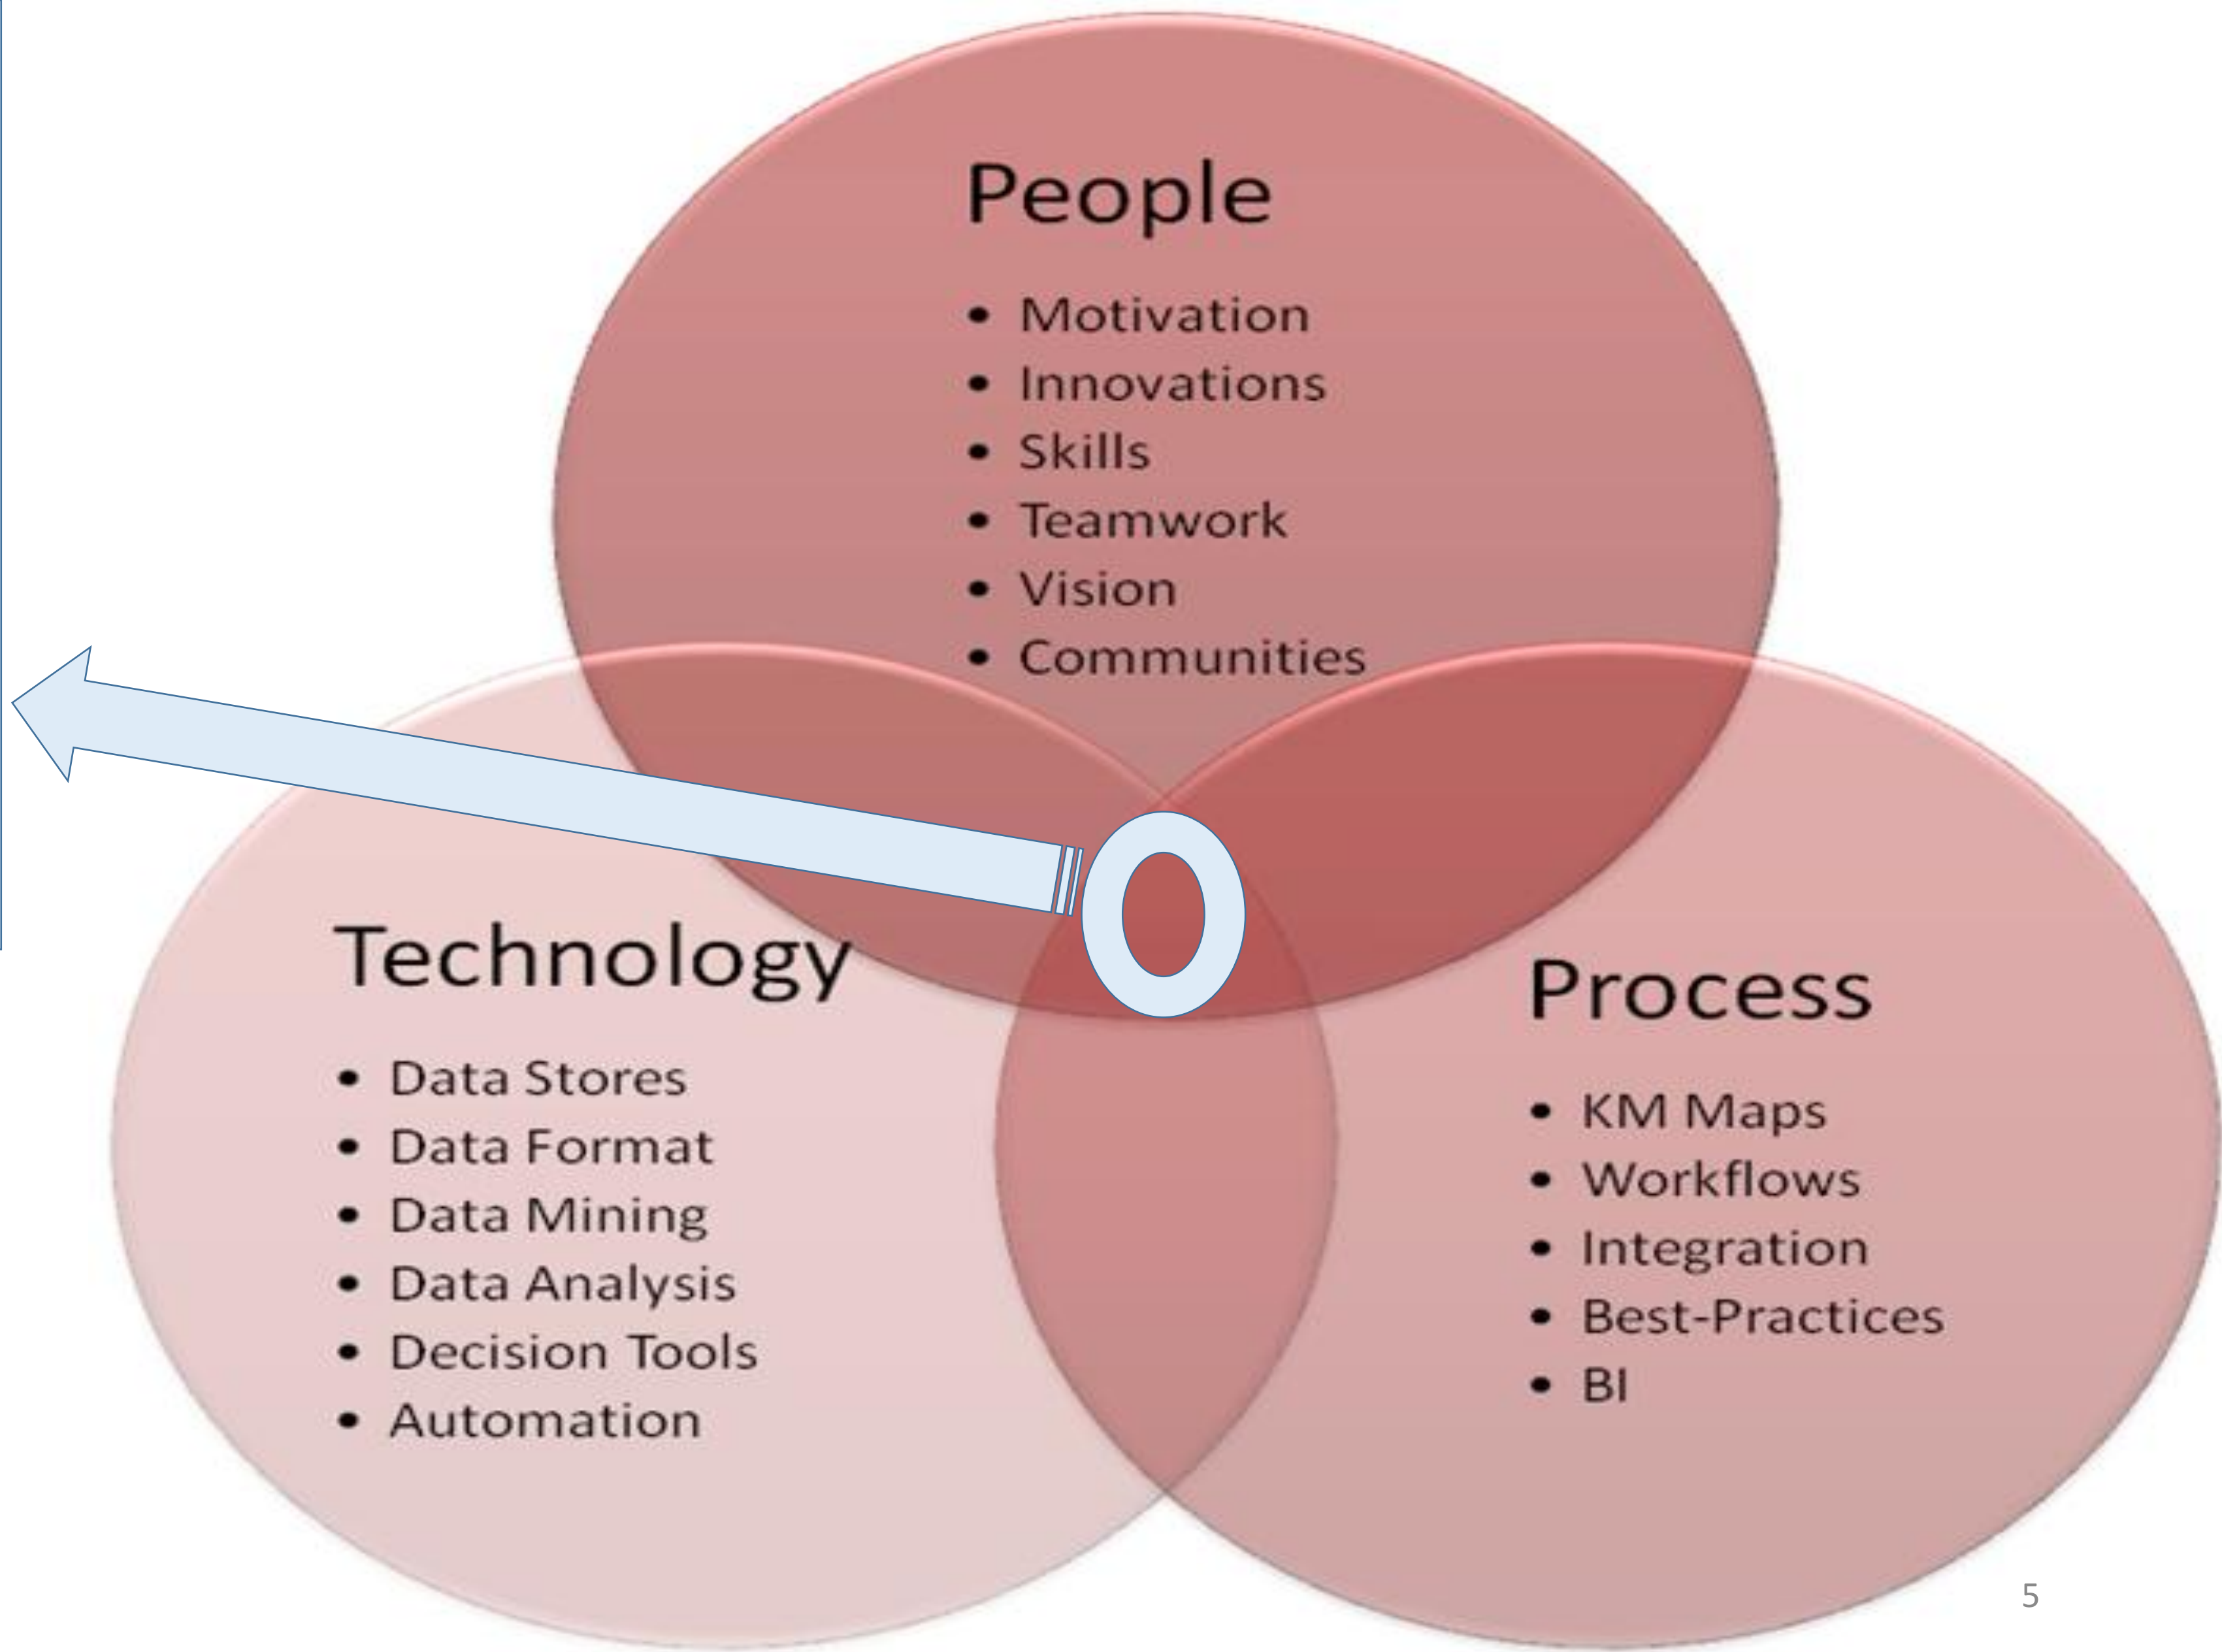 People
• Motivation
• Innovations
• Skills
• Teamwork
• Vision
• Communities
Technology
• Data Stores
• Data Format
• Data Mining
• Data Analysis
• Decision Tools
• Automation
Process
• KM Maps
• Workflows
• Integration
• Best-Practices
• BI
5